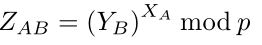 Z_{AB} = (Y_B)^{X_A} mod p